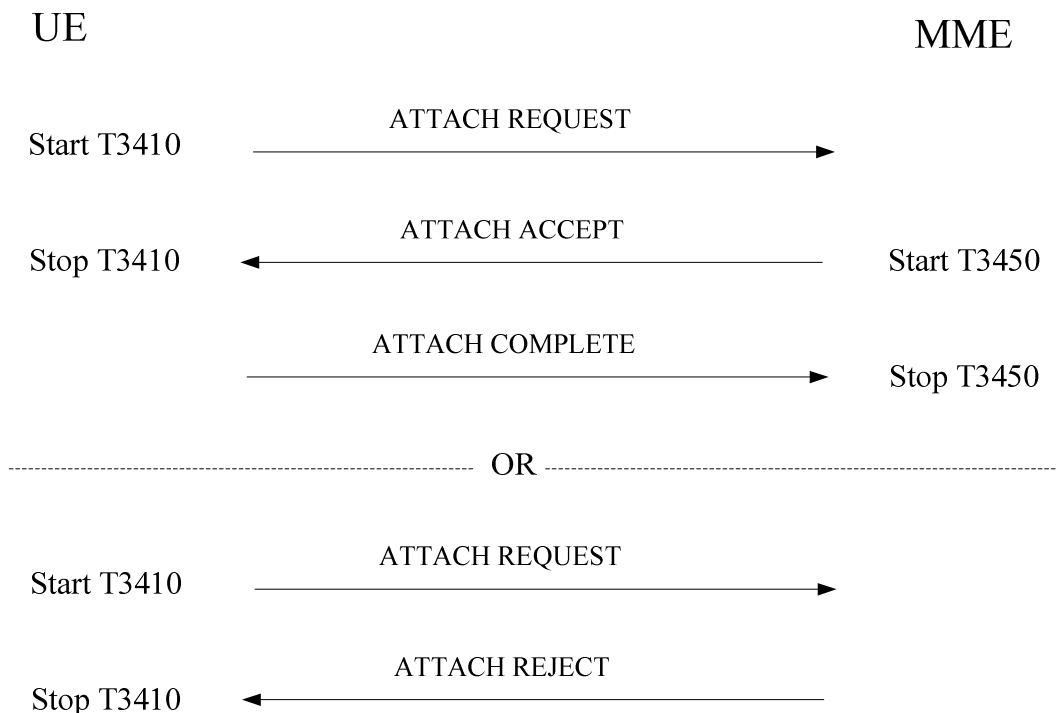 UE
MME
ATTACH REQUEST
Start T3410
ATTACH ACCEPT
Stop T3410
Start T3450
ATTACH COMPLETE
Stop T3450
OR
ATTACH REQUEST
Start T3410
ATTACH REJECT
Stop T3410